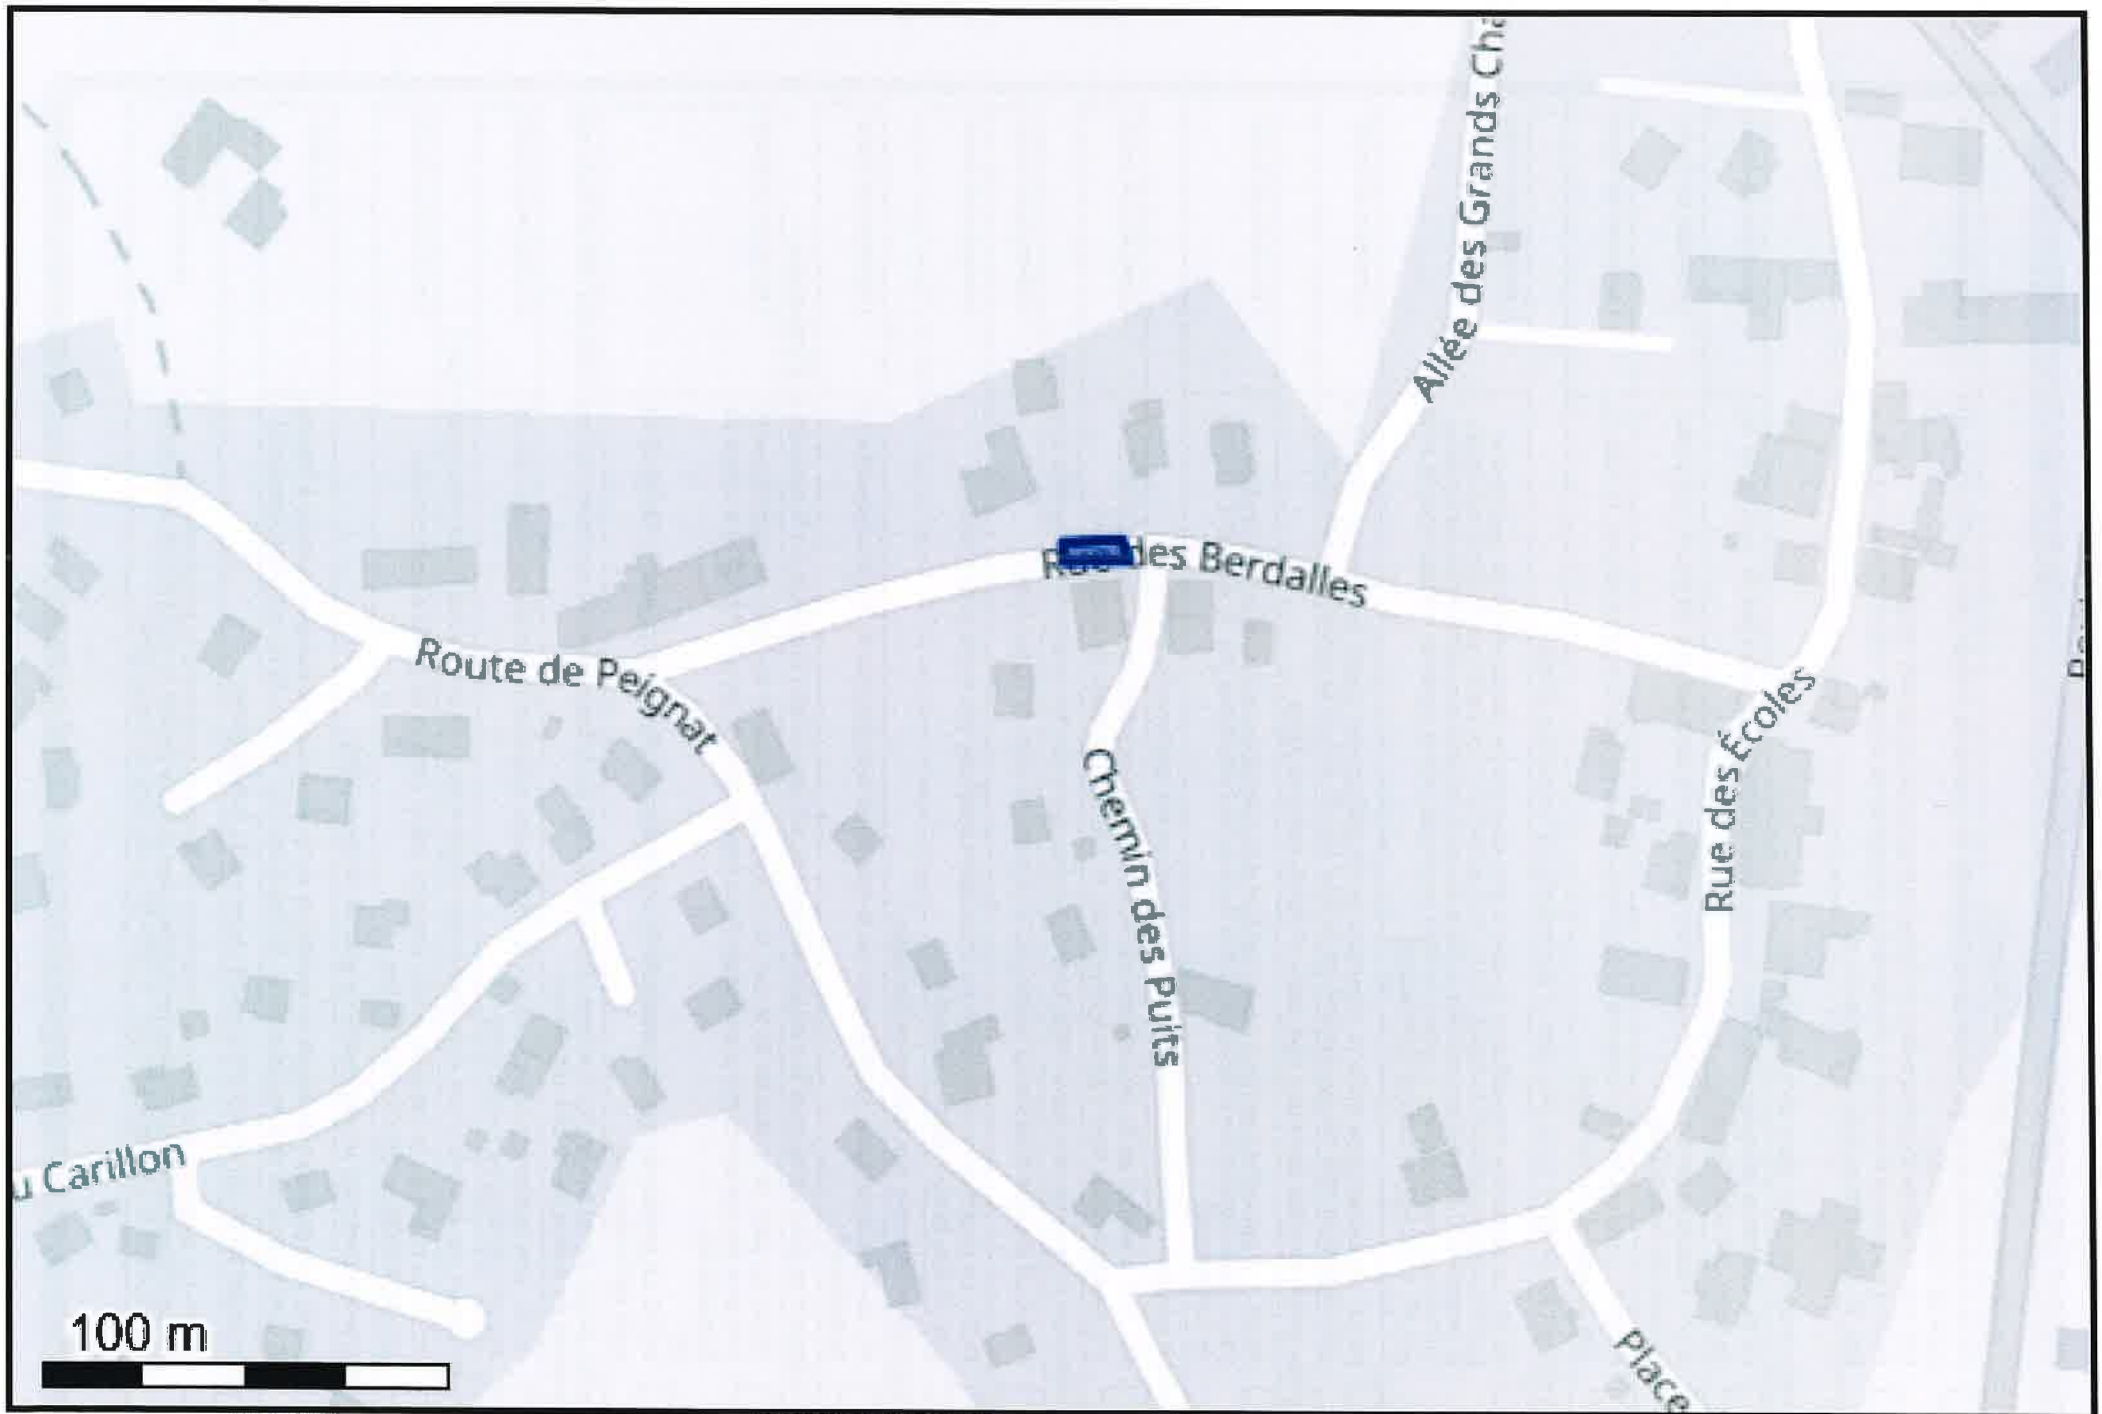 Allée des Grands Cha
Rue des Berdalles
Route de Peignat
Rue des Écoles
Chemin des Puits
u Carillon
100 m
Place